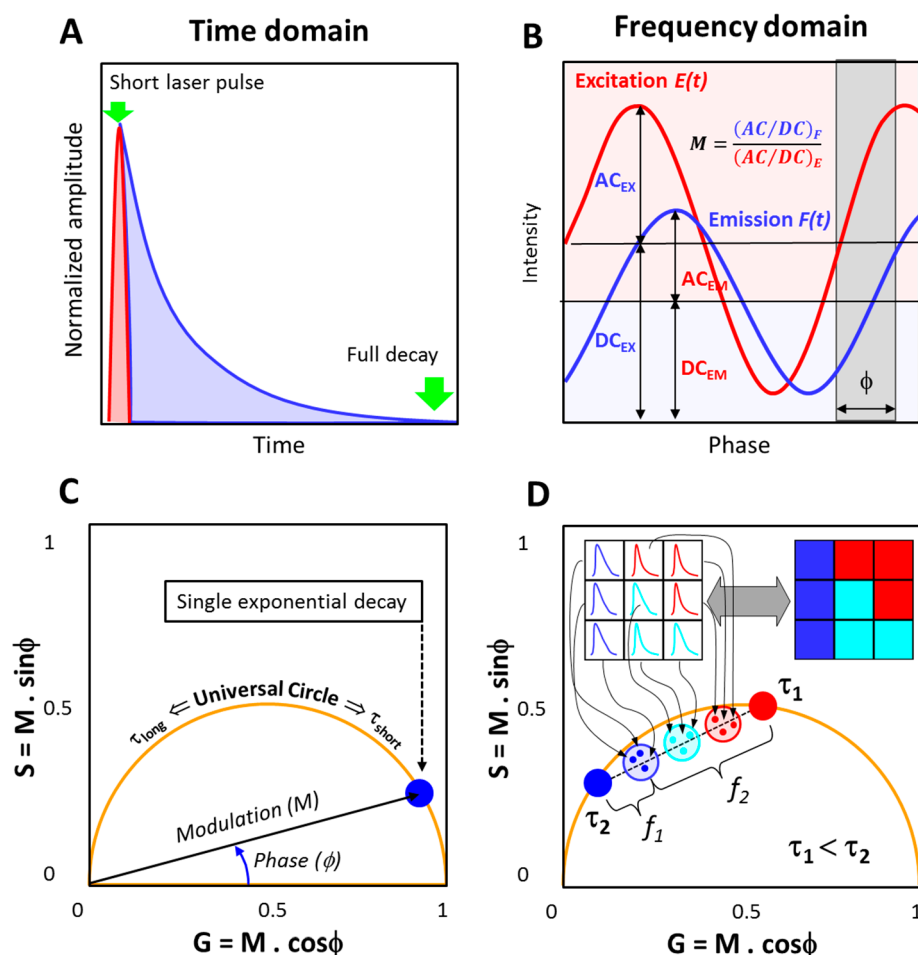 A
Time domain
Short laser pulse
Full decay
Normalized amplitude
Time
B
Frequency domain
Excitation E(t)
M = (AC/DC)F / (AC/DC)E
ACEX
Emission F(t)
ACEM
DCEX
DCEM
ϕ
Intensity
Phase
C
1
Single exponential decay
0.5
Universal Circle
τlong ⇐
⇒ τshort
Modulation (M)
Phase (ϕ)
S = M . sinϕ
0
0
0.5
1
G = M . cosϕ
D
1
τ1
0.5
τ2
f1
f2
τ1 < τ2
S = M . sinϕ
0
0
0.5
1
G = M . cosϕ